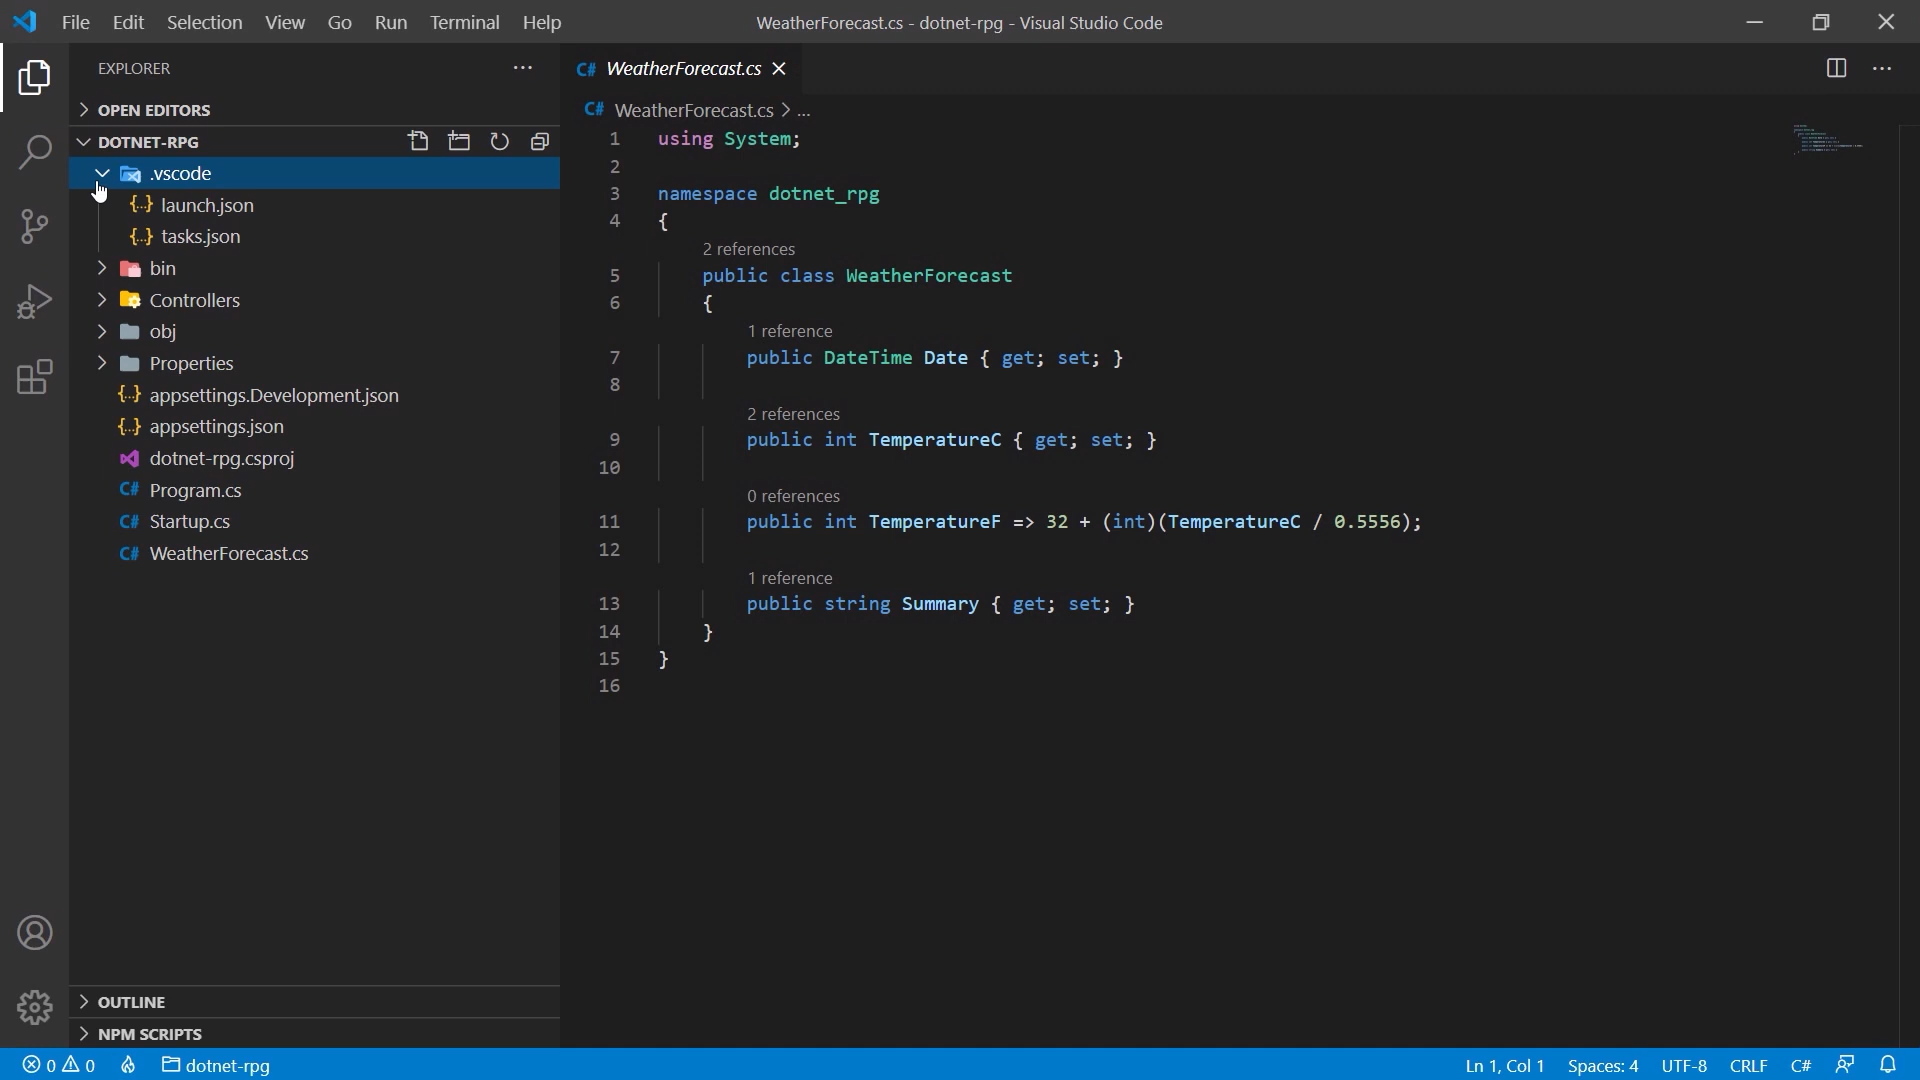 File Edit Selection View Go Run Terminal Help
WeatherForecast.cs - dotnet-rpg - Visual Studio Code
EXPLORER
OPEN EDITORS
DOTNET-RPG
.vscode
launch.json
tasks.json
bin
Controllers
obj
Properties
appsettings.Development.json
appsettings.json
dotnet-rpg.csproj
C# Program.cs
C# Startup.cs
C# WeatherForecast.cs
OUTLINE
NPM SCRIPTS
C# WeatherForecast.cs
C# WeatherForecast.cs > ...
1 using System;
2
3 namespace dotnet_rpg
4 {
2 references
5 public class WeatherForecast
6 {
1 reference
7 public DateTime Date { get; set; }
8
2 references
9 public int TemperatureC { get; set; }
10
0 references
11 public int TemperatureF => 32 + (int)(TemperatureC / 0.5556);
12
1 reference
13 public string Summary { get; set; }
14 }
15 }
16
0 0 dotnet-rpg Ln 1, Col 1 Spaces: 4 UTF-8 CRLF C#